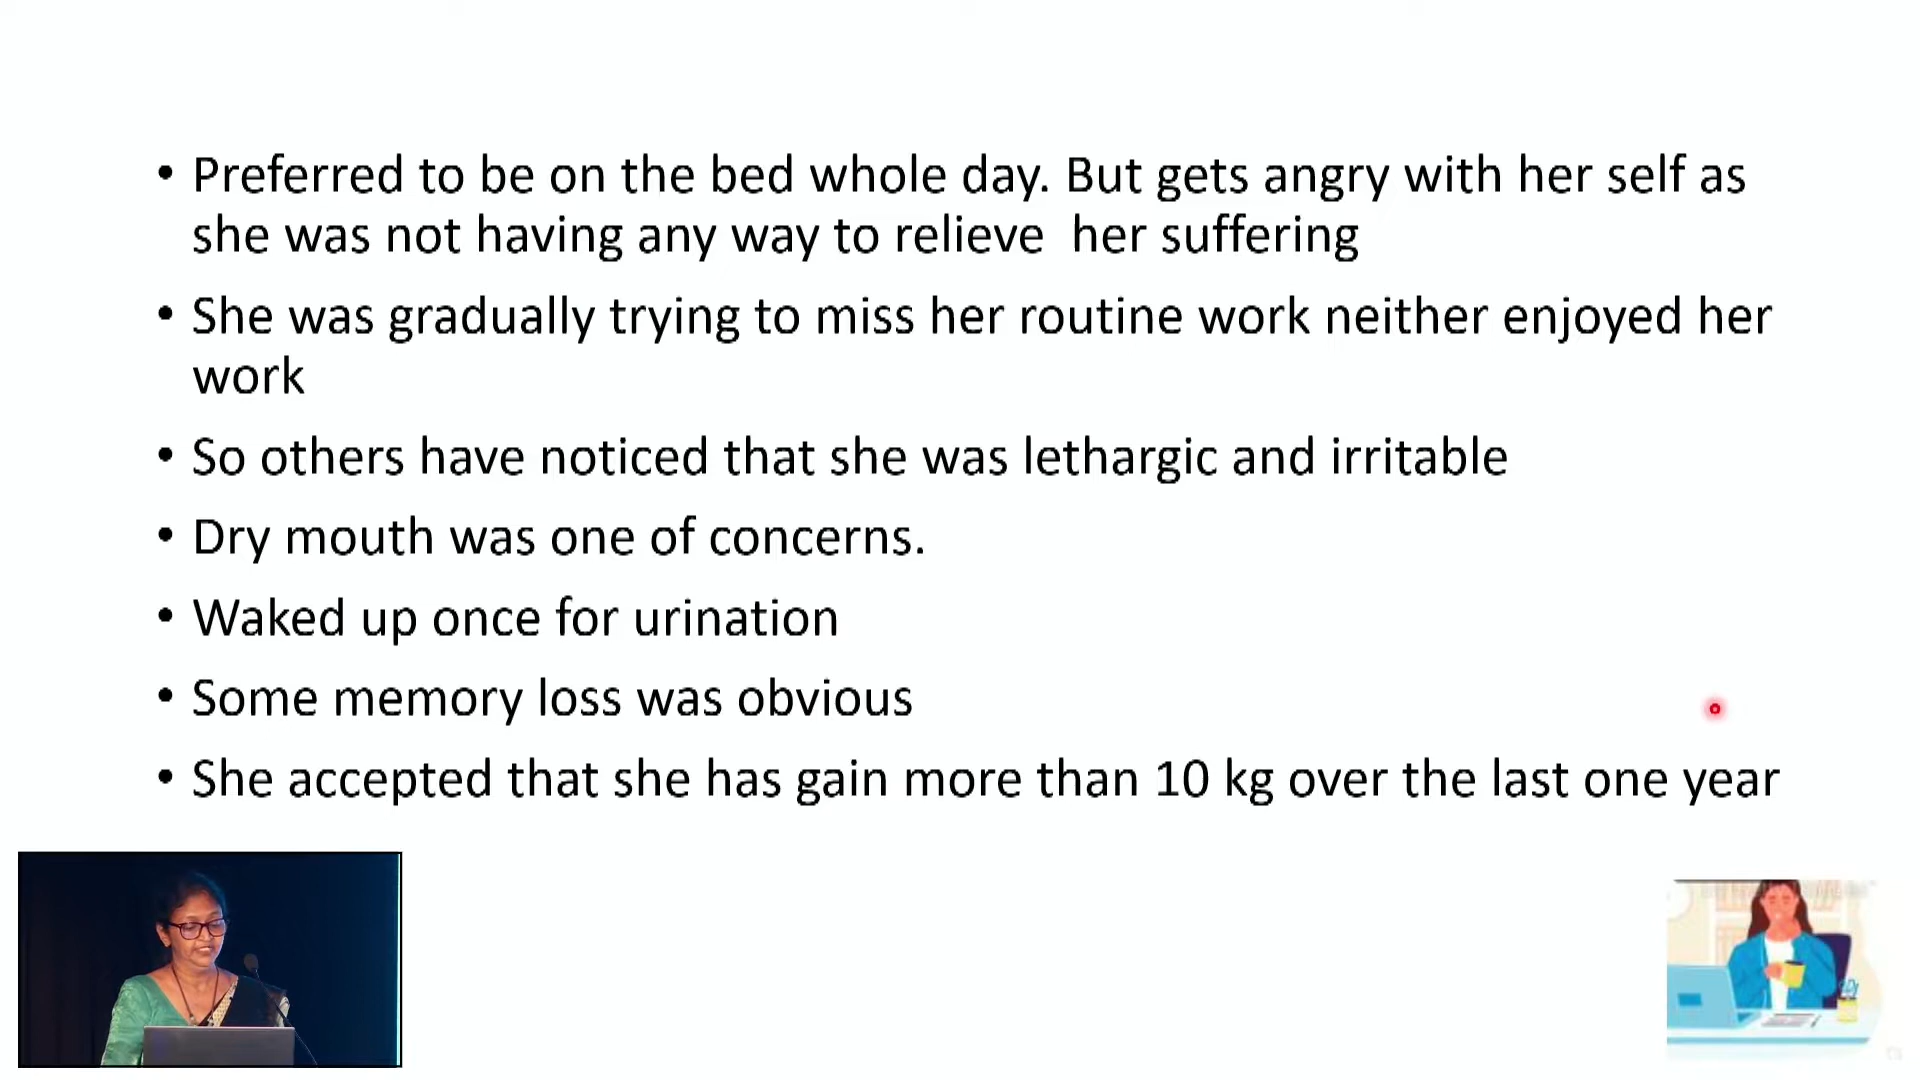 • Preferred to be on the bed whole day. But gets angry with her self as
she was not having any way to relieve  her suffering
• She was gradually trying to miss her routine work neither enjoyed her
work
• So others have noticed that she was lethargic and irritable
• Dry mouth was one of concerns.
• Waked up once for urination
• Some memory loss was obvious
• She accepted that she has gain more than 10 kg over the last one year